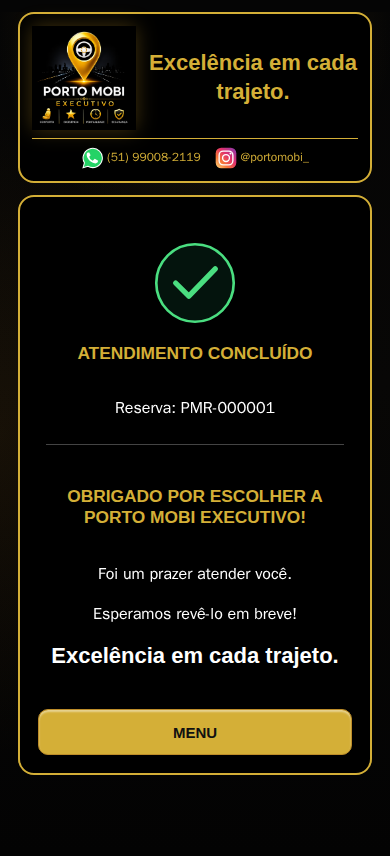 PORTO MOBI
EXECUTIVO
Excelência em cada
trajeto.
(51) 99008-2119 @portomobi_
ATENDIMENTO CONCLUÍDO
Reserva: PMR-000001
OBRIGADO POR ESCOLHER A
PORTO MOBI EXECUTIVO!
Foi um prazer atender você.
Esperamos revê-lo em breve!
Excelência em cada trajeto.
MENU